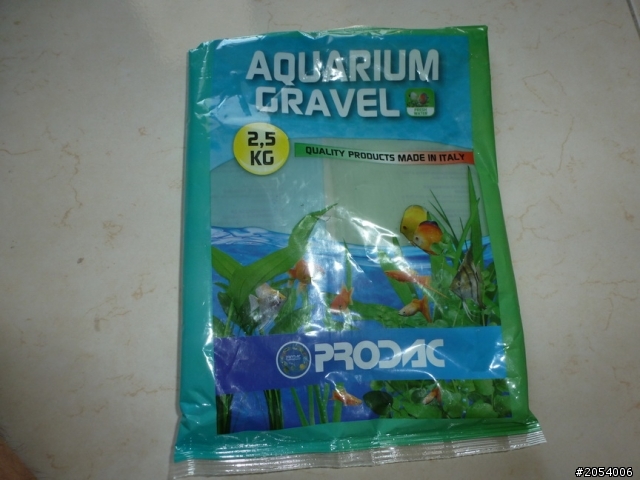 AQUARIUM
GRAVEL
2,5
KG
QUALITY PRODUCTS MADE IN ITALY
PRODAC
#2054006